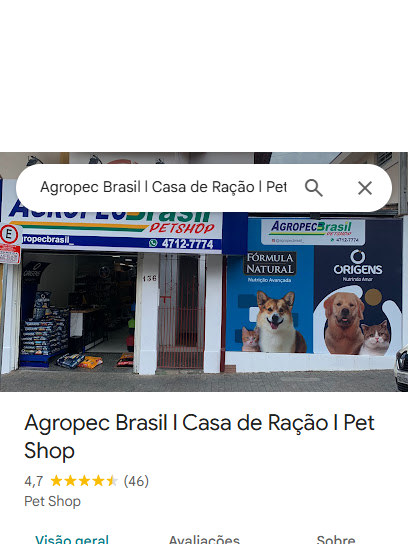 Agropec Brasil l Casa de Ração l Pet
AGROPECBrasil
PETSHOP
agropecbrasil_
4712-7774
E
136
AGROPECBrasil
PETSHOP
4712-7774
FÓRMULA
NATURAL
Nutrição Avançada
ORIGENS
Nutrindo Amor
Agropec Brasil l Casa de Ração l Pet
Shop
4,7 (46)
Pet Shop
Visão geral Avaliações Sobre